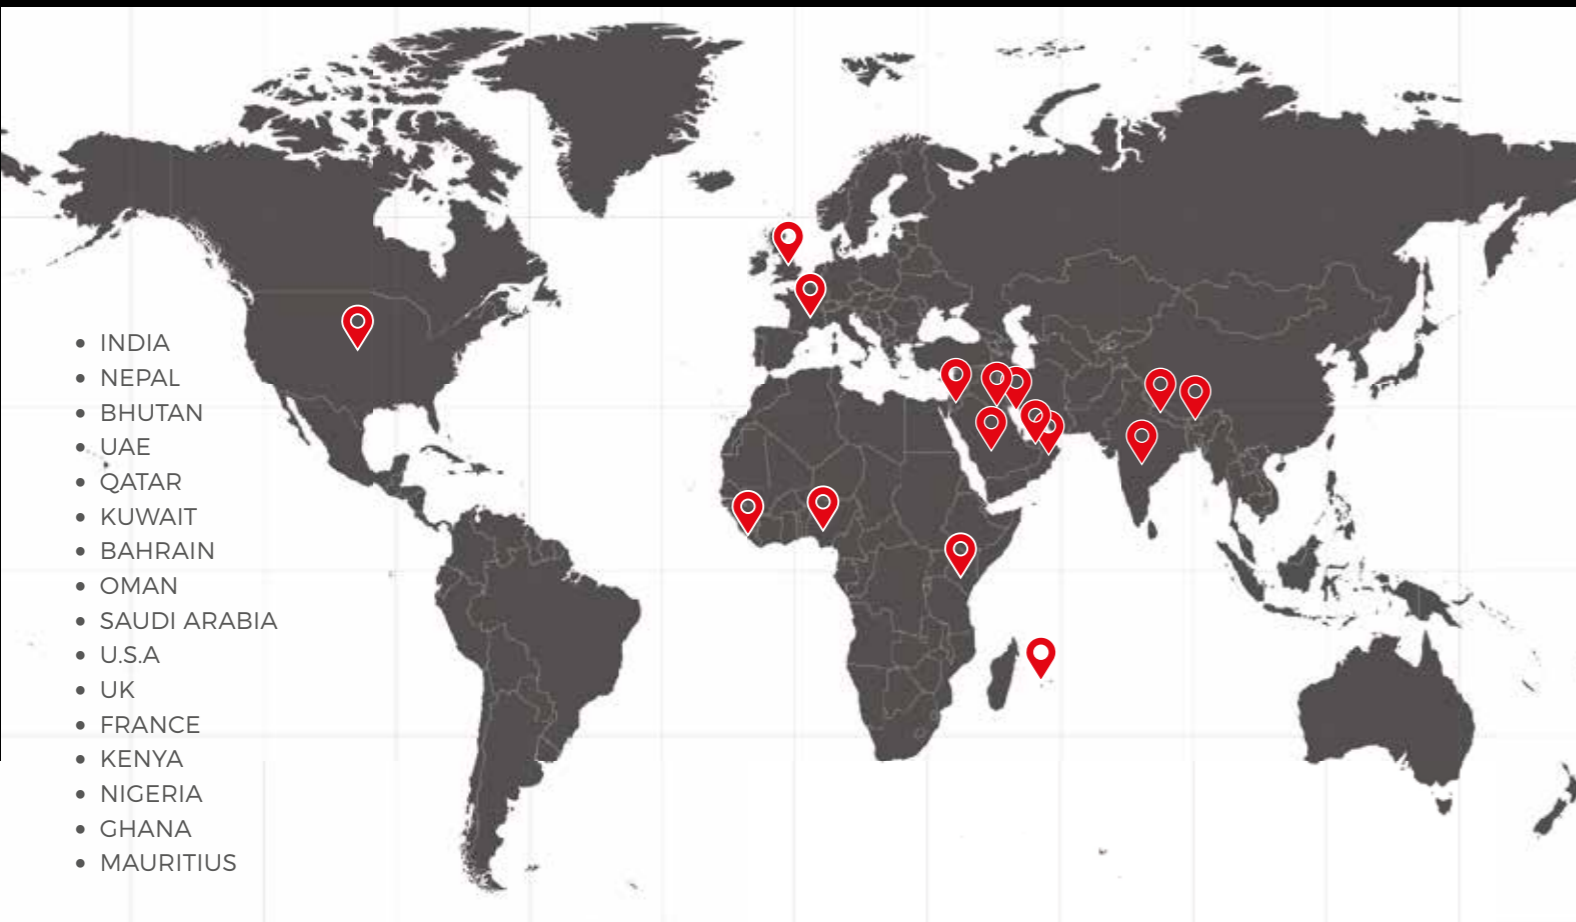 • INDIA
• NEPAL
• BHUTAN
• UAE
• QATAR
• KUWAIT
• BAHRAIN
• OMAN
• SAUDI ARABIA
• U.S.A
• UK
• FRANCE
• KENYA
• NIGERIA
• GHANA
• MAURITIUS